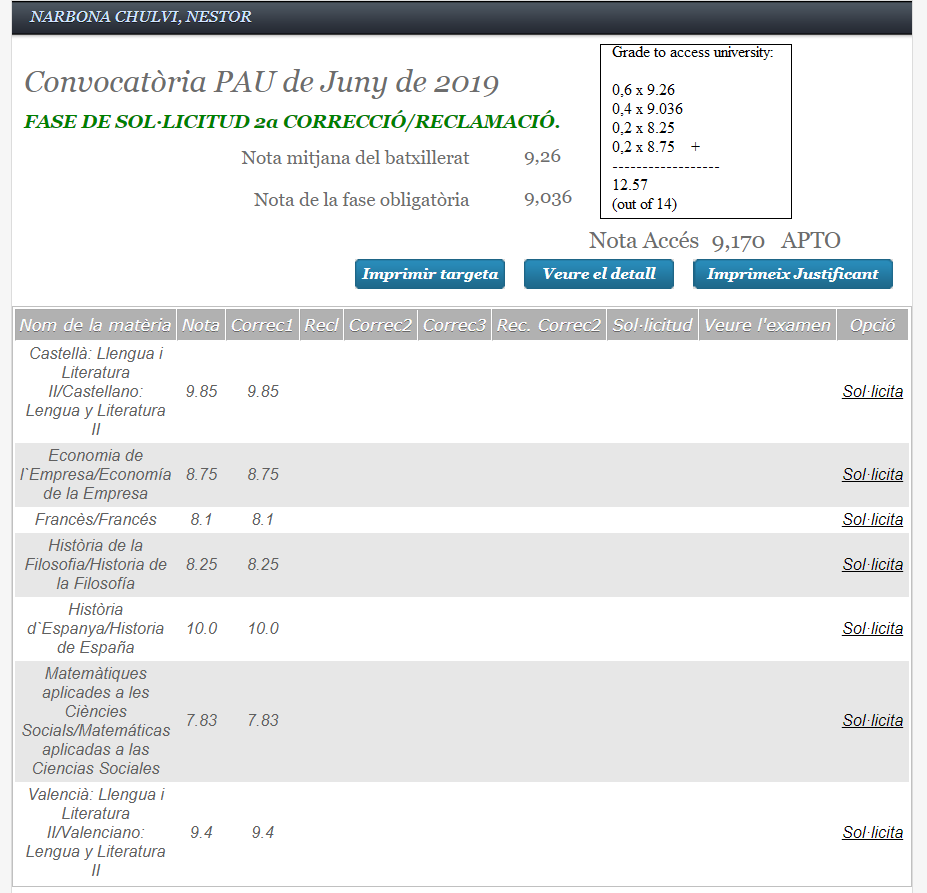 NARBONA CHULVI, NESTOR
Convocatòria PAU de Juny de 2019
FASE DE SOL·LICITUD 2a CORRECCIÓ/RECLAMACIÓ.
Nota mitjana del batxillerat 9,26
Nota de la fase obligatòria 9,036
Grade to access university:
0,6 x 9.26
0,4 x 9.036
0,2 x 8.25
0,2 x 8.75 +
-------------------
12.57
(out of 14)
Nota Accés 9,170 APTO
Imprimir targeta Veure el detall Imprimeix Justificant
Nom de la matèria Nota Correc1 Recl Correc2 Correc3 Rec. Correc2 Sol·licitud Veure l'examen Opció
Castellà: Llengua i
Literatura
II/Castellano: 9.85 9.85 Sol·licita
Lengua y Literatura
II
Economia de
l`Empresa/Economía 8.75 8.75 Sol·licita
de la Empresa
Francès/Francés 8.1 8.1 Sol·licita
Història de la
Filosofia/Historia de 8.25 8.25 Sol·licita
la Filosofía
Història
d`Espanya/Historia 10.0 10.0 Sol·licita
de España
Matemàtiques
aplicades a les
Ciències
Socials/Matemáticas 7.83 7.83 Sol·licita
aplicadas a las
Ciencias Sociales
Valencià: Llengua i
Literatura
II/Valenciano: 9.4 9.4 Sol·licita
Lengua y Literatura
II